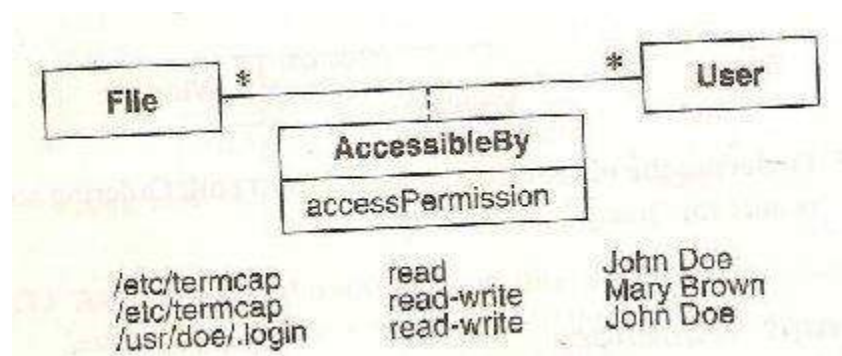 File * * User
AccessibleBy
accessPermission
/etc/termcap read John Doe
/etc/termcap read-write Mary Brown
/usr/doe/.login read-write John Doe